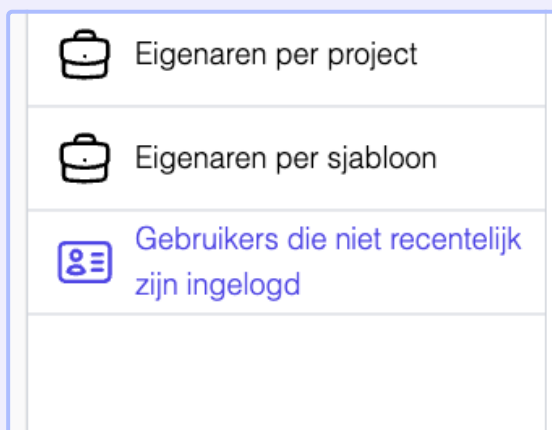 Eigenaren per project
Eigenaren per sjabloon
Gebruikers die niet recentelijk
zijn ingelogd